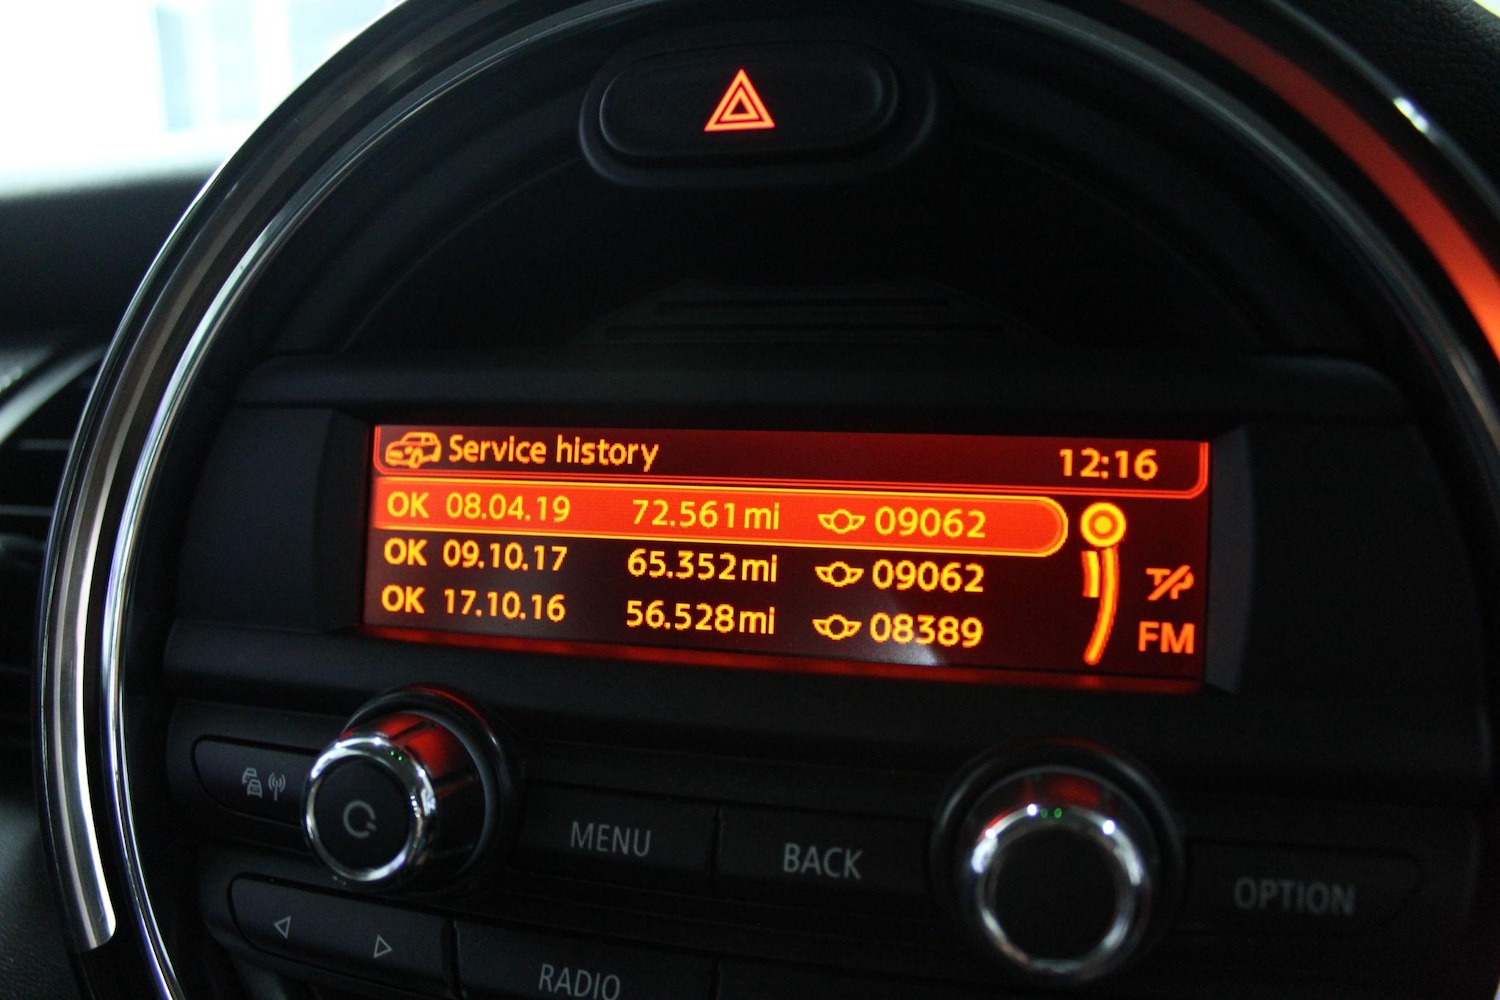 Service history 12:16
OK 08.04.19 72.561mi 09062
OK 09.10.17 65.352mi 09062
OK 17.10.16 56.528mi 08389
TP
FM
MENU
BACK
OPTION
RADIO